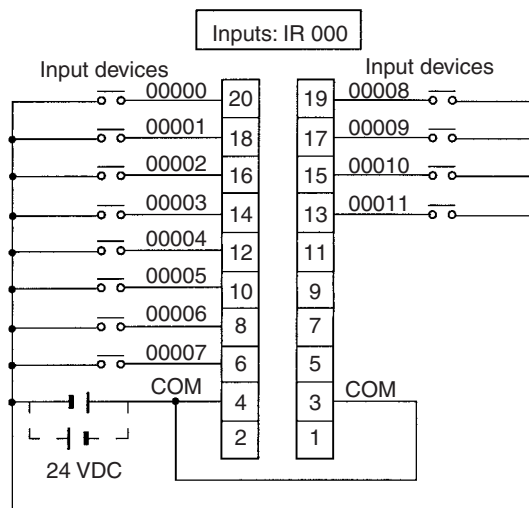 Inputs: IR 000
Input devices Input devices
00000 20 19 00008
00001 18 17 00009
00002 16 15 00010
00003 14 13 00011
00004 12 11
00005 10 9
00006 8 7
00007 6 5
COM 4 3 COM
2 1
24 VDC